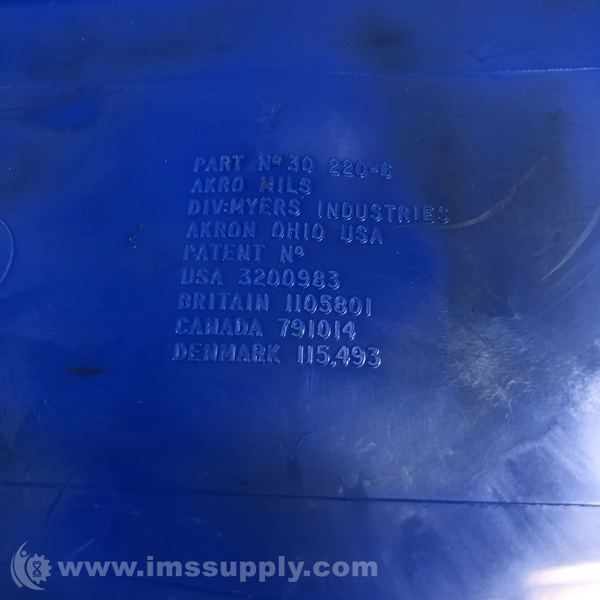 PART Nº 30 220-6
AKRO MILS
DIV:MYERS INDUSTRIES
AKRON OHIO USA
PATENT Nº
USA 3200983
BRITAIN 1105801
CANADA 791014
DENMARK 115,493
www.imssupply.com